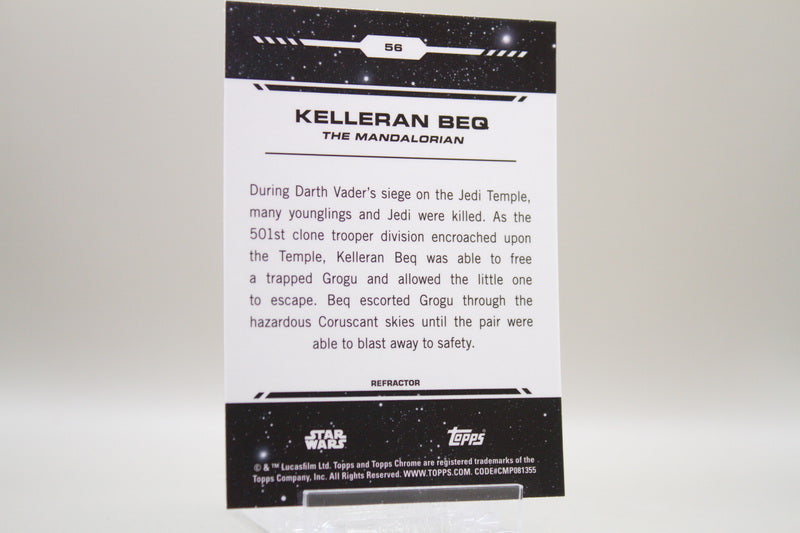 56
KELLERAN BEQ
THE MANDALORIAN
During Darth Vader's siege on the Jedi Temple,
many younglings and Jedi were killed. As the
501st clone trooper division encroached upon
the Temple, Kelleran Beq was able to free
a trapped Grogu and allowed the little one
to escape. Beq escorted Grogu through the
hazardous Coruscant skies until the pair were
able to blast away to safety.
REFRACTOR
STAR
WARS
topps
© & ™ Lucasfilm Ltd. Topps and Topps Chrome are registered trademarks of the
Topps Company, Inc. All Rights Reserved. WWW.TOPPS.COM. CODE#CMP081355